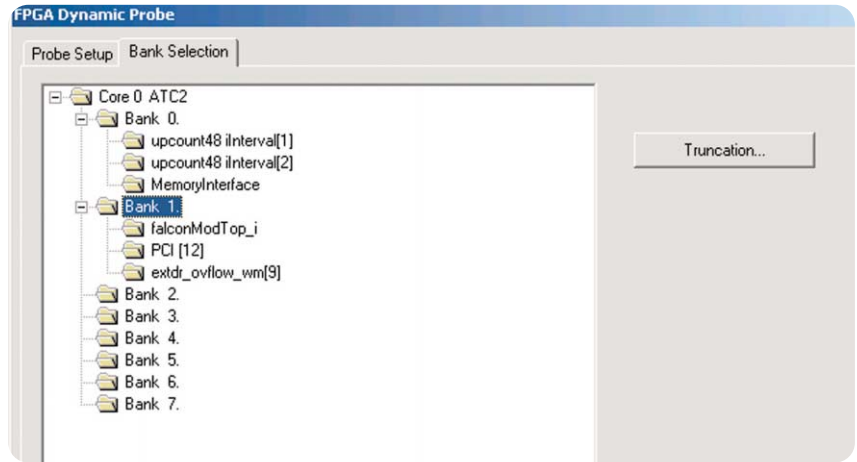 FPGA Dynamic Probe
Probe Setup Bank Selection
Core 0 ATC2
Bank 0.
upcount48 iInterval[1]
upcount48 iInterval[2]
MemoryInterface
Truncation...
Bank 1.
falconModTop_i
PCI [12]
extdr_ovflow_wm[9]
Bank 2.
Bank 3.
Bank 4.
Bank 5.
Bank 6.
Bank 7.